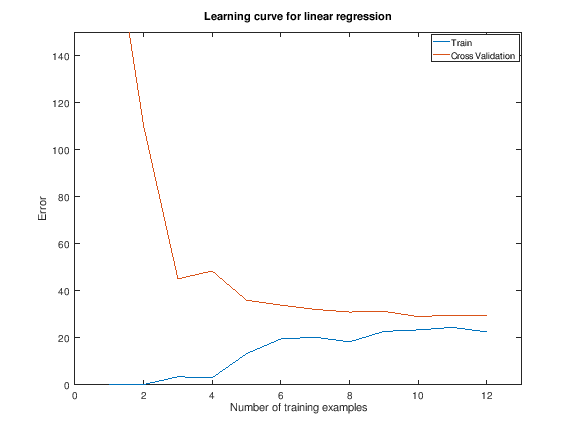 Learning curve for linear regression
Train
Cross Validation
140
120
100
80
60
40
20
0
Error
0 2 4 6 8 10 12
Number of training examples